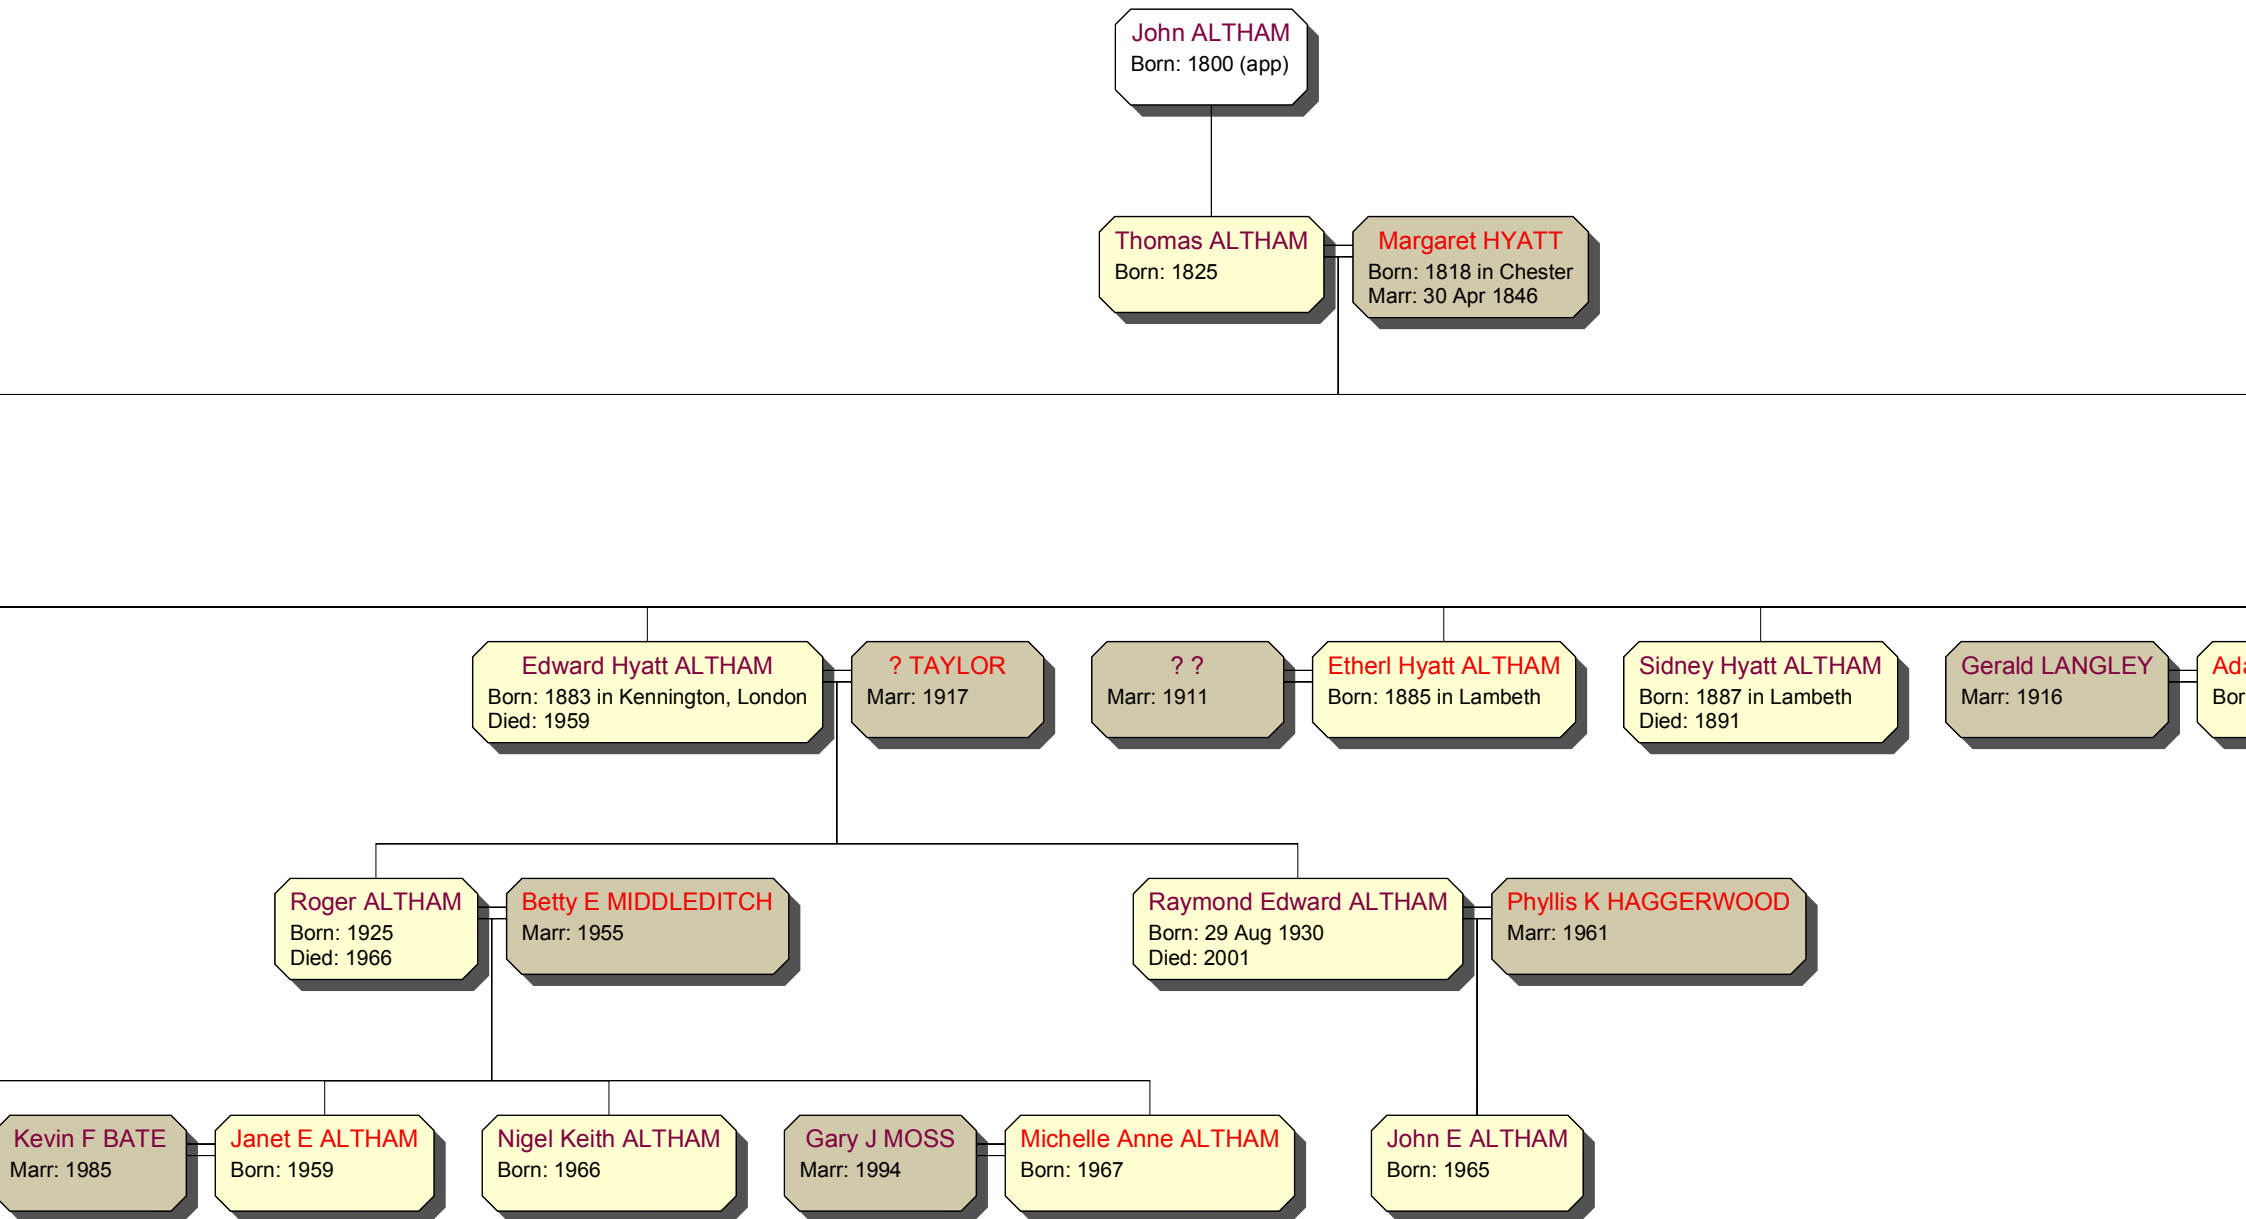 John ALTHAM
Born: 1800 (app)
Thomas ALTHAM
Born: 1825
Margaret HYATT
Born: 1818 in Chester
Marr: 30 Apr 1846
Edward Hyatt ALTHAM
Born: 1883 in Kennington, London
Died: 1959
? TAYLOR
Marr: 1917
? ?
Marr: 1911
Etherl Hyatt ALTHAM
Born: 1885 in Lambeth
Sidney Hyatt ALTHAM
Born: 1887 in Lambeth
Died: 1891
Gerald LANGLEY
Marr: 1916
Roger ALTHAM
Born: 1925
Died: 1966
Betty E MIDDLEDITCH
Marr: 1955
Raymond Edward ALTHAM
Born: 29 Aug 1930
Died: 2001
Phyllis K HAGGERWOOD
Marr: 1961
Kevin F BATE
Marr: 1985
Janet E ALTHAM
Born: 1959
Nigel Keith ALTHAM
Born: 1966
Gary J MOSS
Marr: 1994
Michelle Anne ALTHAM
Born: 1967
John E ALTHAM
Born: 1965